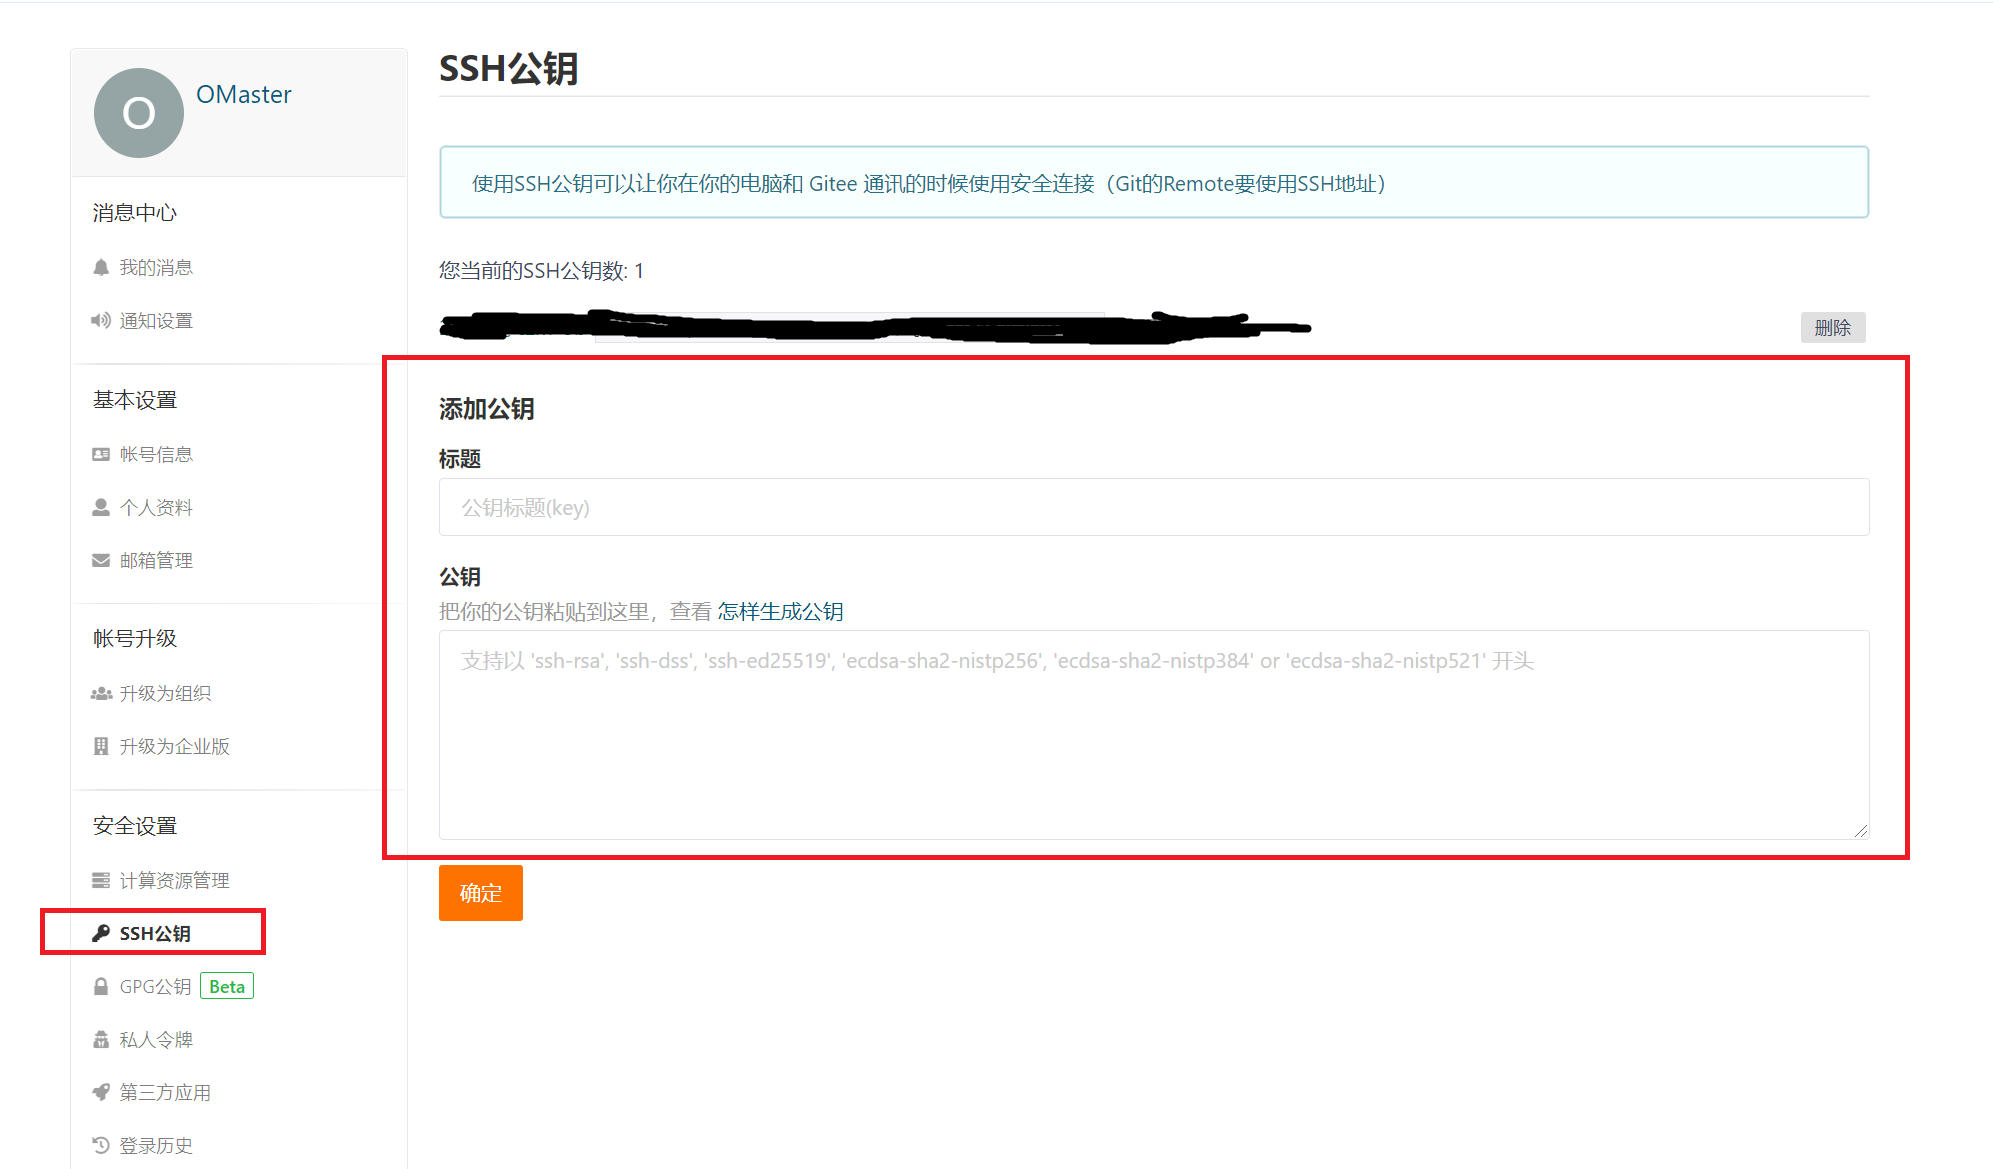 O
OMaster
消息中心
我的消息
通知设置
基本设置
帐号信息
个人资料
邮箱管理
帐号升级
升级为组织
升级为企业版
安全设置
计算资源管理
SSH公钥
GPG公钥 Beta
私人令牌
第三方应用
登录历史
SSH公钥
使用SSH公钥可以让你在你的电脑和 Gitee 通讯的时候使用安全连接（Git的Remote要使用SSH地址）
您当前的SSH公钥数: 1
删除
添加公钥
标题
公钥标题(key)
公钥
把你的公钥粘贴到这里，查看 怎样生成公钥
支持以 'ssh-rsa', 'ssh-dss', 'ssh-ed25519', 'ecdsa-sha2-nistp256', 'ecdsa-sha2-nistp384' or 'ecdsa-sha2-nistp521' 开头
确定